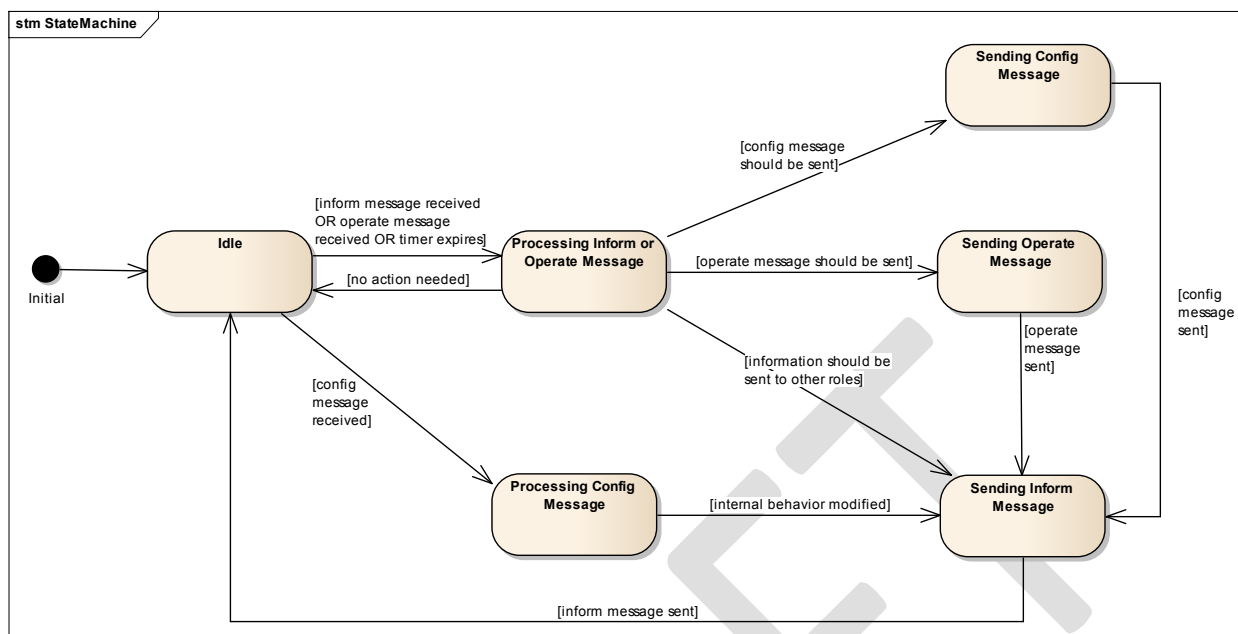 stm StateMachine
Sending Config
Message
[config message
should be sent]
[inform message received
OR operate message
received OR timer expires]
Idle
Processing Inform or
Operate Message
Sending Operate
Message
[operate message should be sent]
[no action needed]
Initial
[config
message
sent]
[operate
message
sent]
[information should be
sent to other roles]
[config
message
received]
Processing Config
Message
[internal behavior modified]
Sending Inform
Message
[inform message sent]